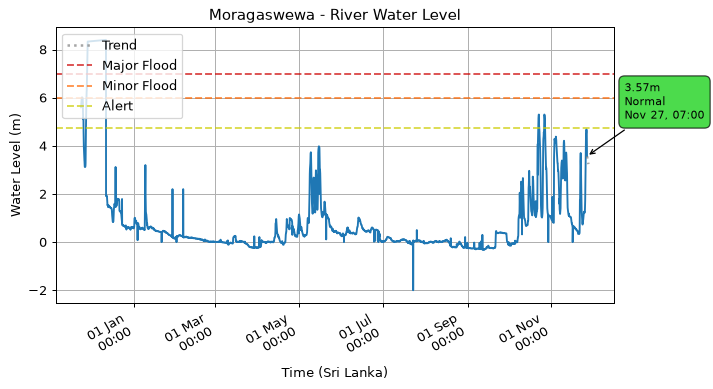 Moragaswewa - River Water Level
Trend
Major Flood
Minor Flood
Alert
3.57m
Normal
Nov 27, 07:00
Water Level (m)
8
6
4
2
0
−2
01 Jan
00:00
01 Mar
00:00
01 May
00:00
01 Jul
00:00
01 Sep
00:00
01 Nov
00:00
Time (Sri Lanka)